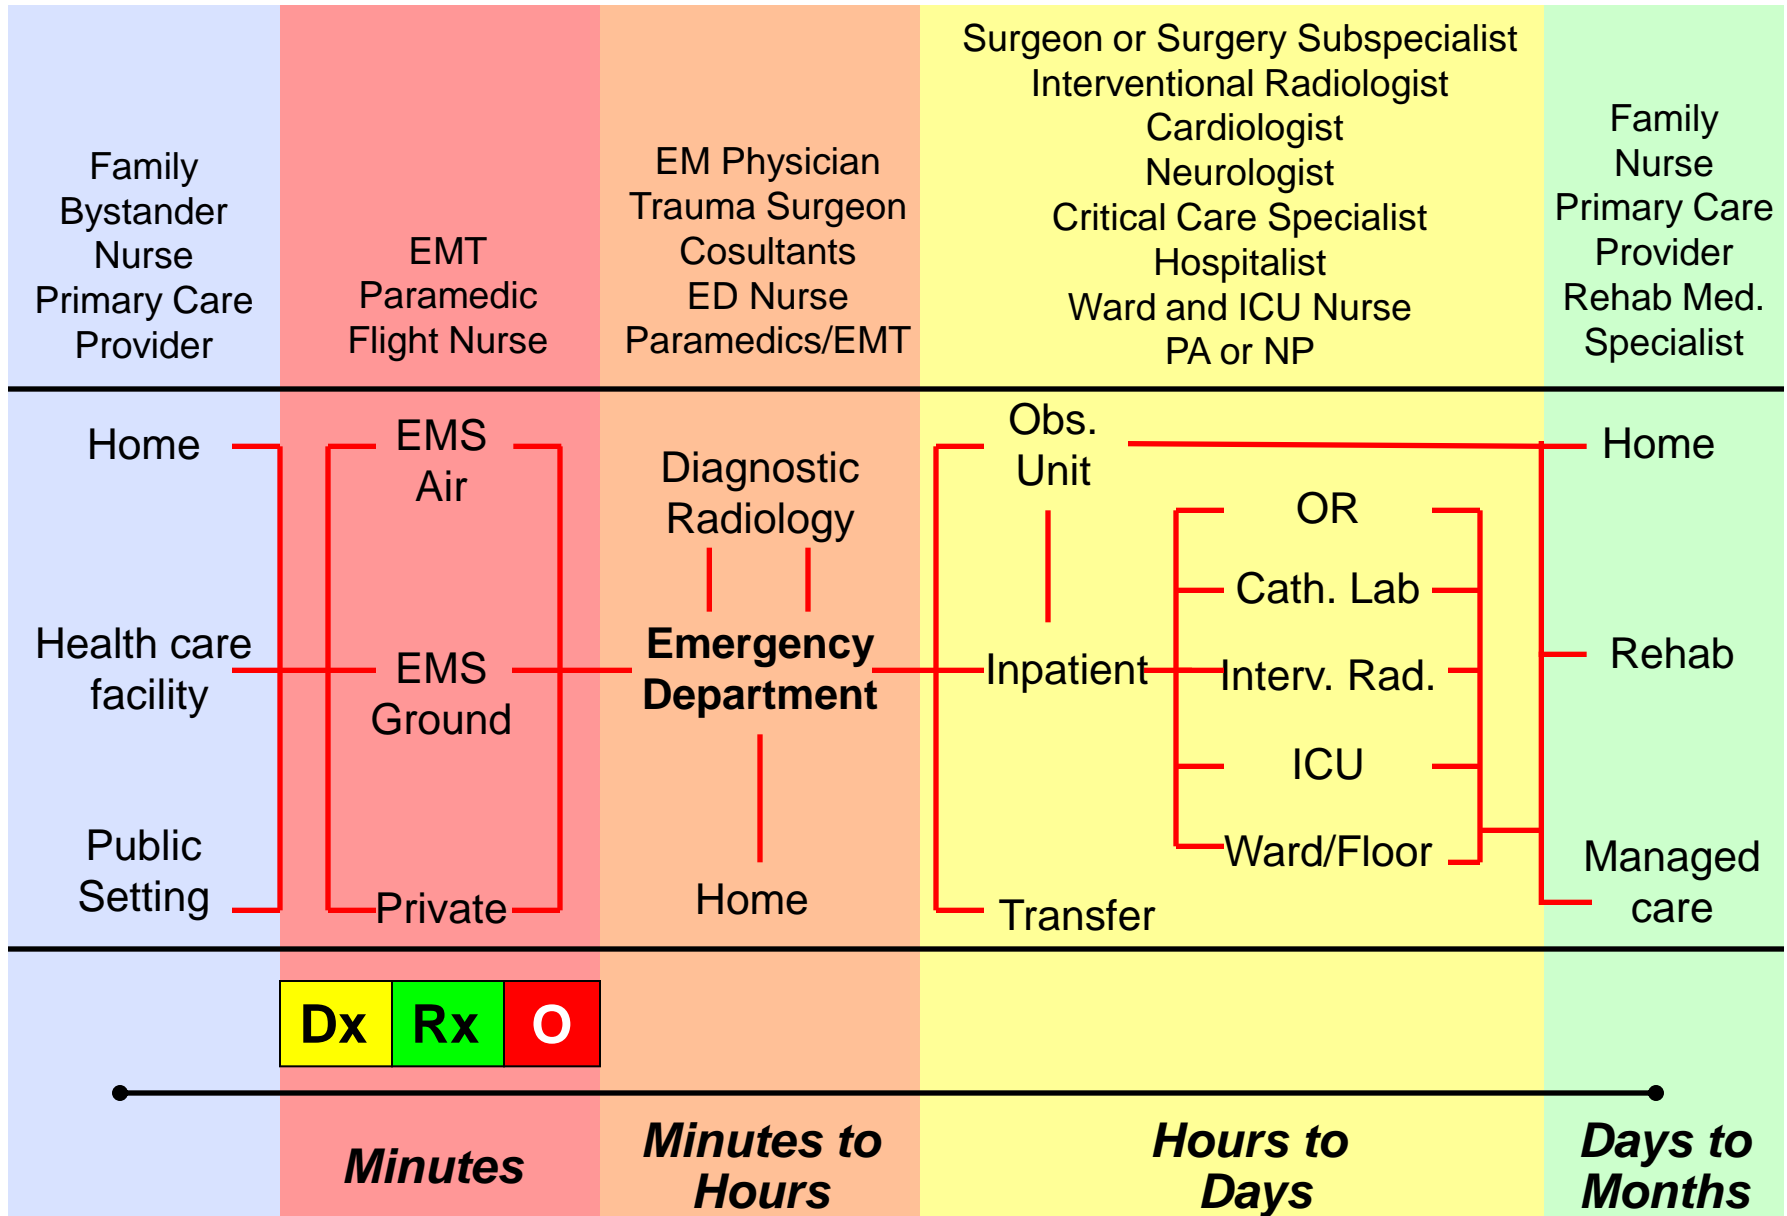 Family
Bystander
Nurse
Primary Care
Provider
EMT
Paramedic
Flight Nurse
EM Physician
Trauma Surgeon
Cosultants
ED Nurse
Paramedics/EMT
Surgeon or Surgery Subspecialist
Interventional Radiologist
Cardiologist
Neurologist
Critical Care Specialist
Hospitalist
Ward and ICU Nurse
PA or NP
Family
Nurse
Primary Care
Provider
Rehab Med.
Specialist
Home
Health care
facility
Public
Setting
EMS
Air
EMS
Ground
Private
Diagnostic
Radiology
Emergency
Department
Home
Obs.
Unit
Inpatient
Transfer
OR
Cath. Lab
Interv. Rad.
ICU
Ward/Floor
Home
Rehab
Managed
care
Dx
Rx
O
Minutes
Minutes to
Hours
Hours to
Days
Days to
Months